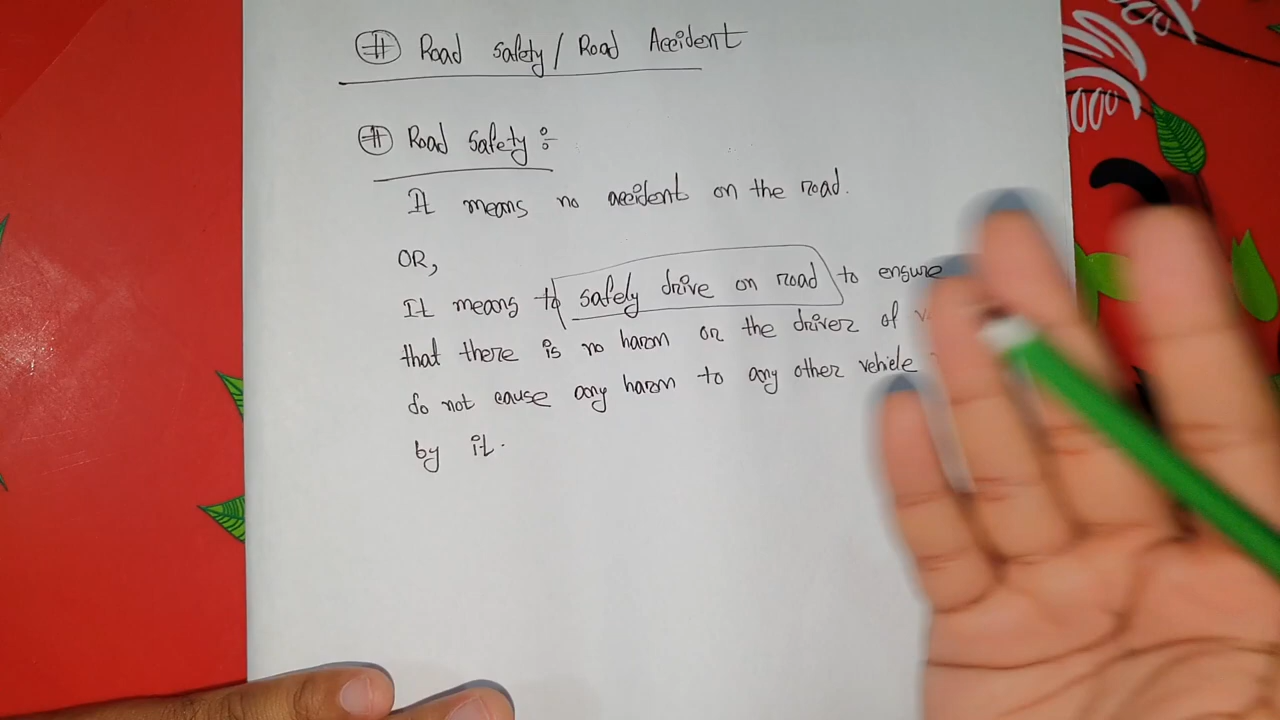 # Road Safety / Road Accident
# Road Safety :-
It means no accident on the road.
OR,
It means to safely drive on road to ensure
that there is no harm or the driver of
do not cause any harm to any other vehicle
by it.